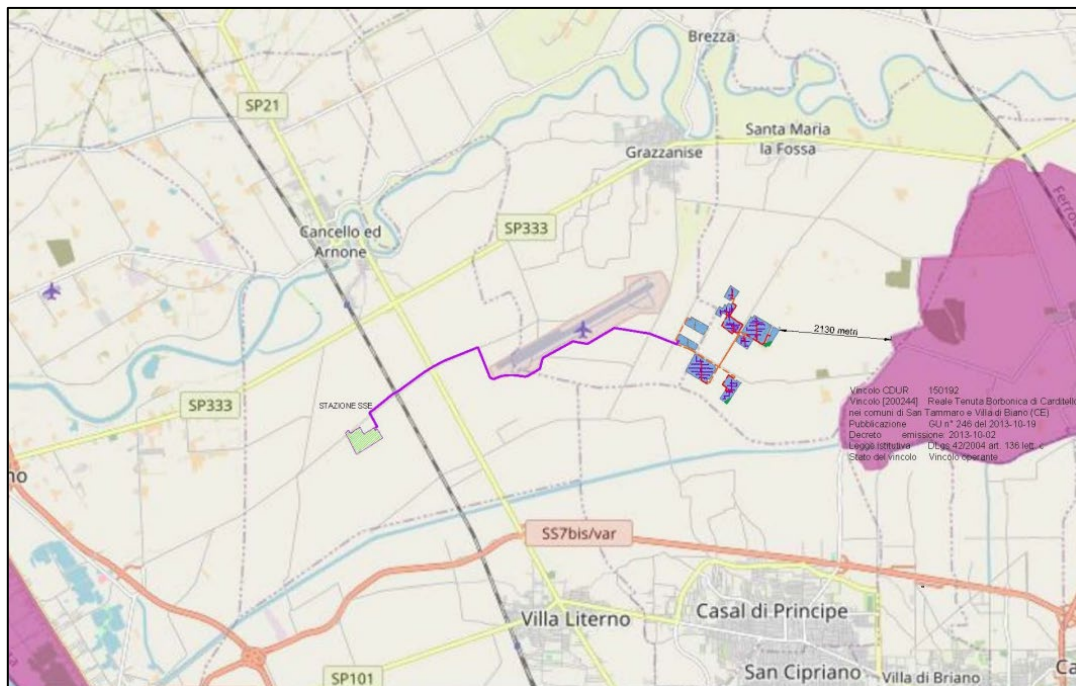 Brezza
SP21
Santa Maria
la Fossa
Grazzanise
SP333
Cancello ed
Arnone
2130 metri
Vincolo CDUR 150192
Vincolo [200244] Reale Tenuta Borbonica di Carditello
nei comuni di San Tammaro e Villa di Biano (CE)
Pubblicazione GU n° 246 del 2013-10-19
Decreto emissione: 2013-10-02
Legge Istitutiva DLgs 42/2004 art. 136 lett. c
Stato del vincolo Vincolo operante
STAZIONE SSE
SP333
no
SS7bis/var
Casal di Principe
Villa Literno
San Cipriano
Villa di Briano
Ca
SP101